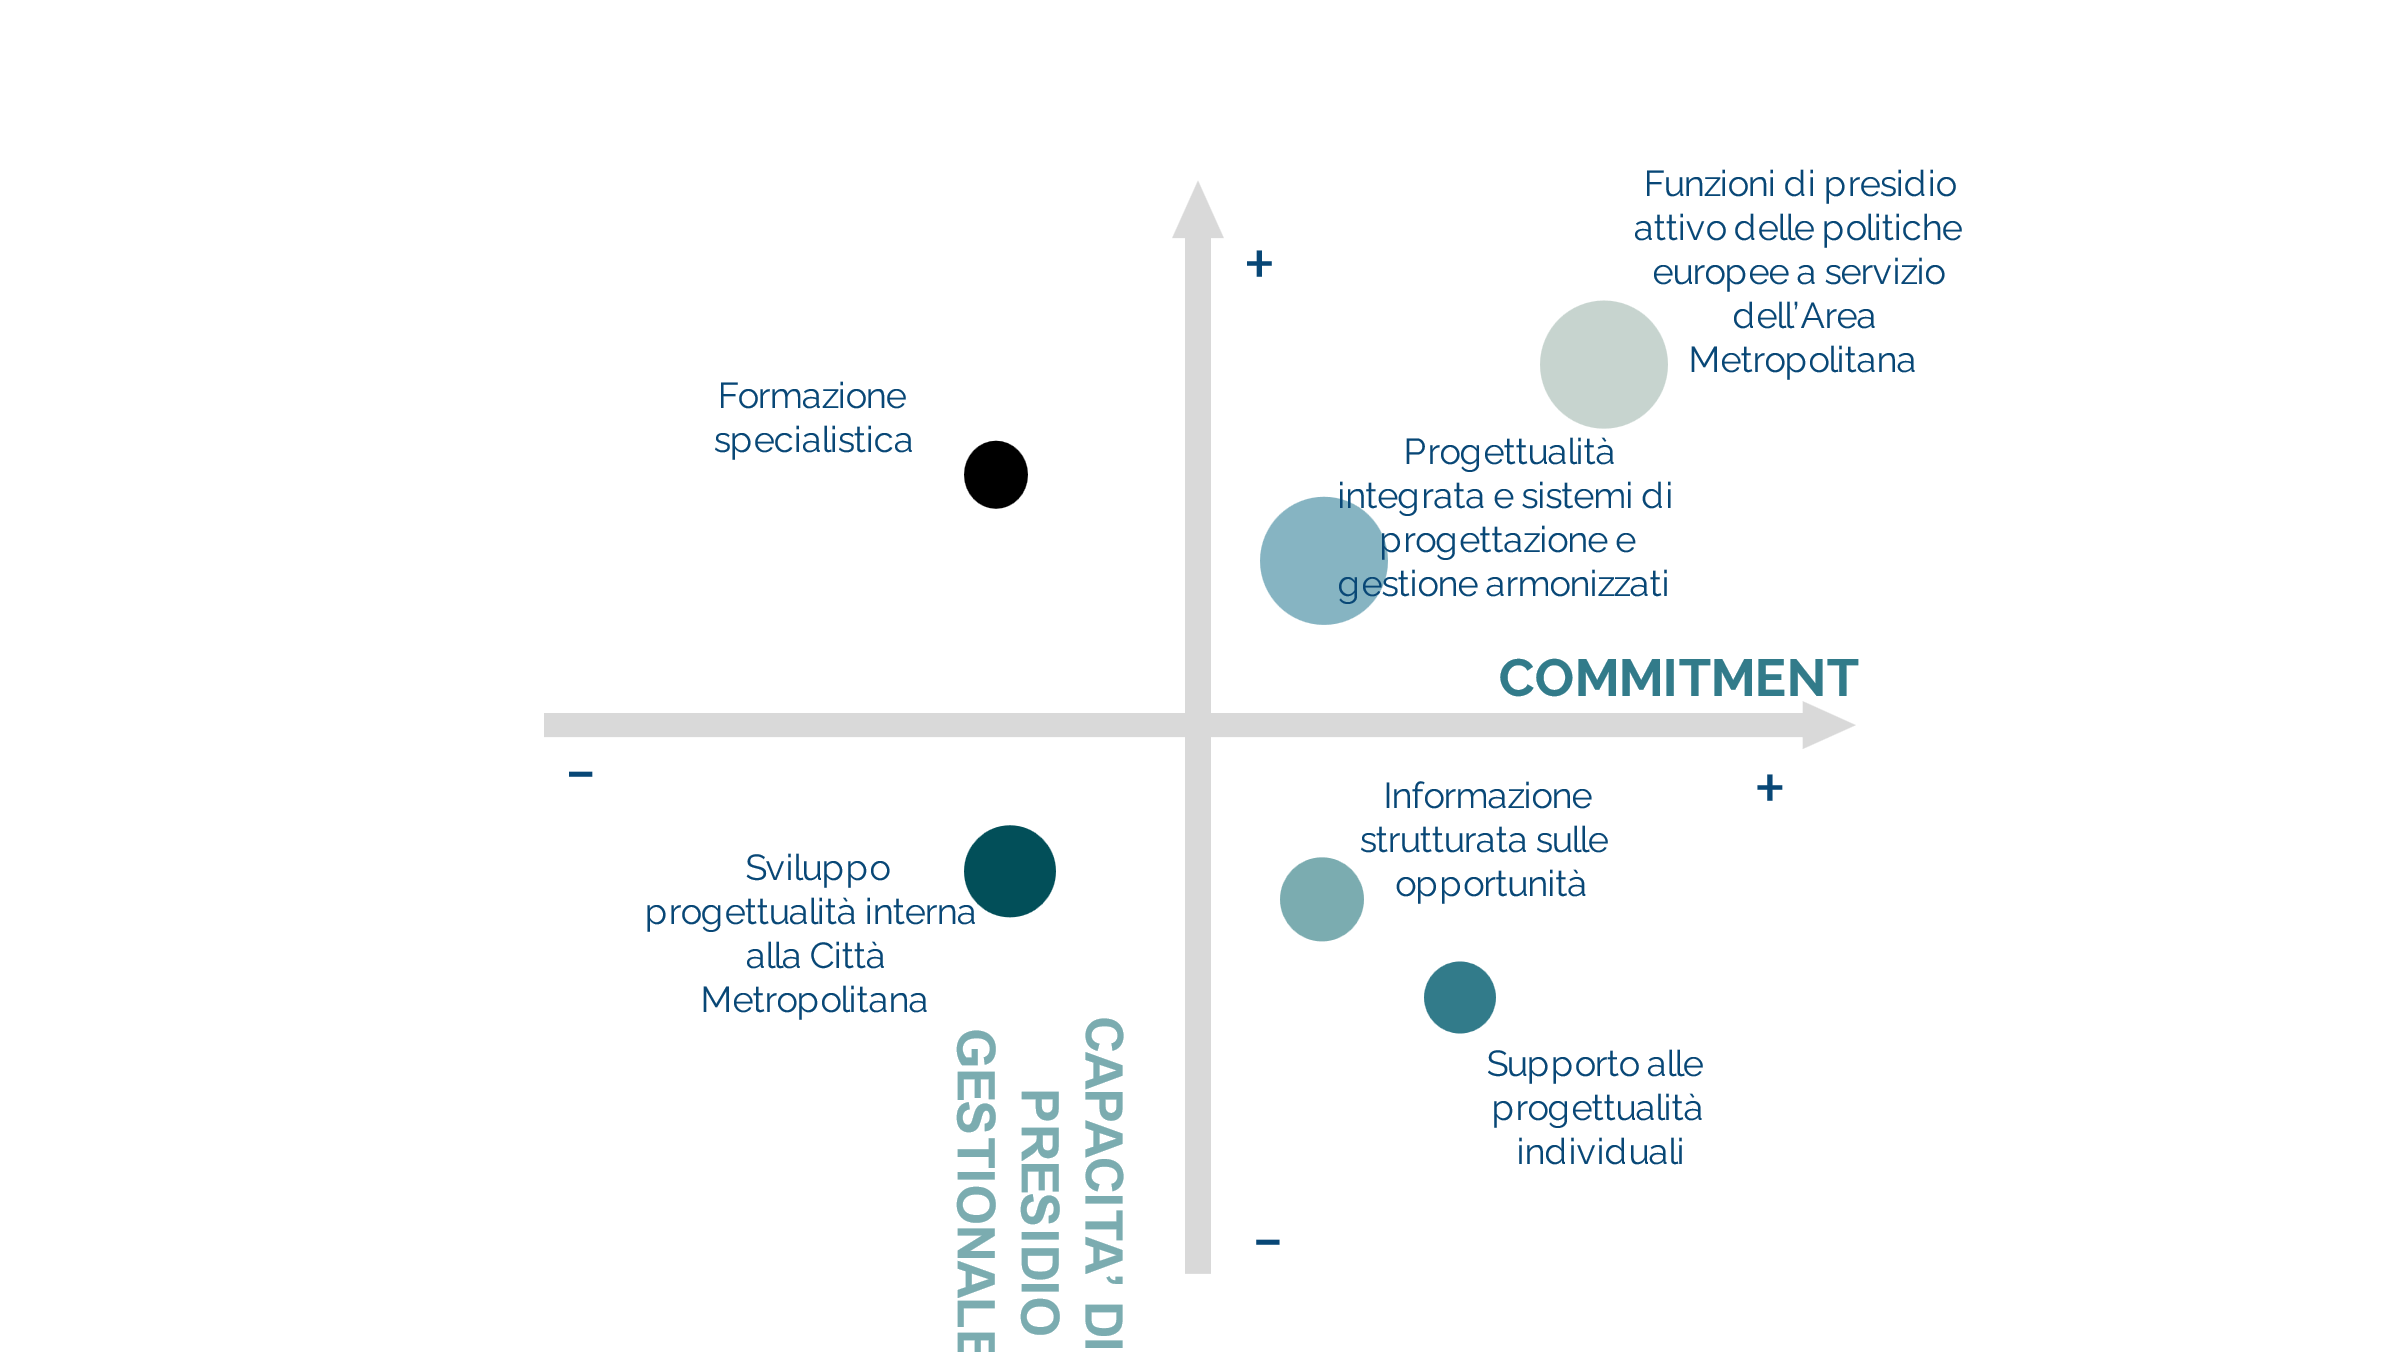 Funzioni di presidio
attivo delle politiche
europee a servizio
dell’Area
Metropolitana
+
Formazione
specialistica
Progettualità
integrata e sistemi di
progettazione e
gestione armonizzati
COMMITMENT
–
+
Informazione
strutturata sulle
opportunità
Sviluppo
progettualità interna
alla Città
Metropolitana
Supporto alle
progettualità
individuali
CAPACITA’ DI
PRESIDIO
GESTIONALE
–